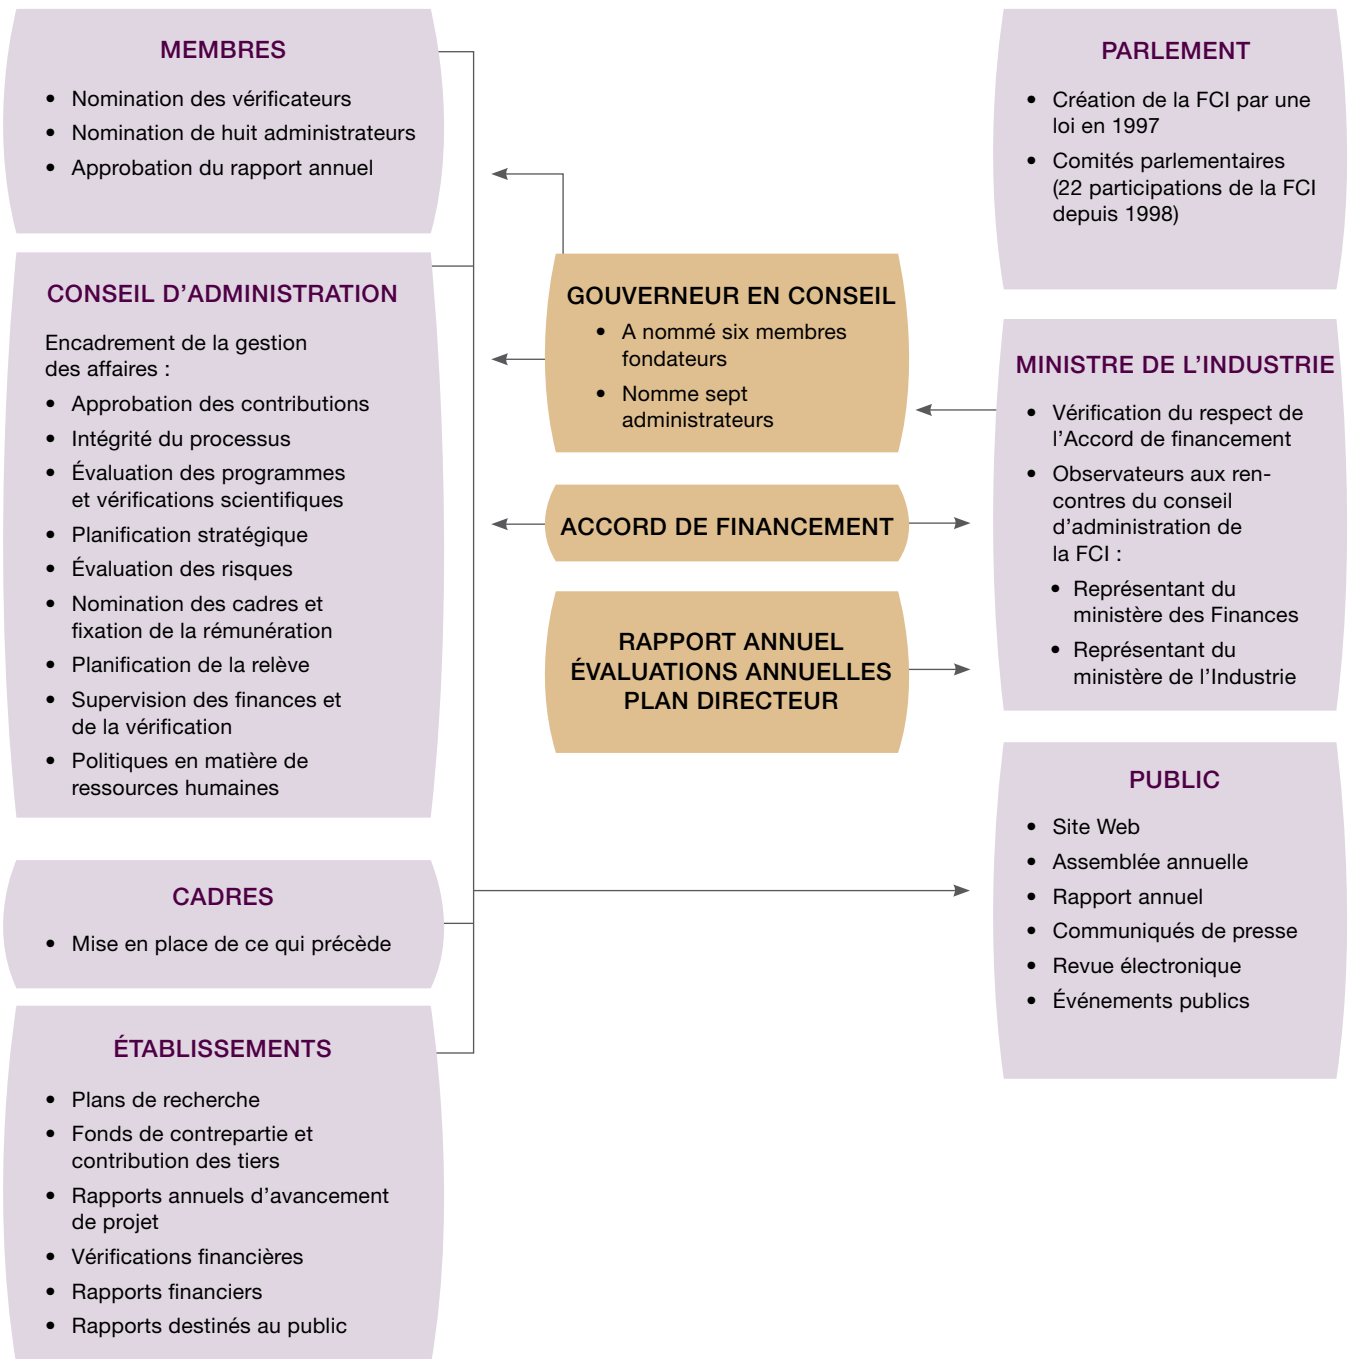 MEMBRES
• Nomination des vérificateurs
• Nomination de huit administrateurs
• Approbation du rapport annuel
CONSEIL D’ADMINISTRATION
Encadrement de la gestion
des affaires :
• Approbation des contributions
• Intégrité du processus
• Évaluation des programmes
et vérifications scientifiques
• Planification stratégique
• Évaluation des risques
• Nomination des cadres et
fixation de la rémunération
• Planification de la relève
• Supervision des finances et
de la vérification
• Politiques en matière de
ressources humaines
CADRES
• Mise en place de ce qui précède
ÉTABLISSEMENTS
• Plans de recherche
• Fonds de contrepartie et
contribution des tiers
• Rapports annuels d’avancement
de projet
• Vérifications financières
• Rapports financiers
• Rapports destinés au public
GOUVERNEUR EN CONSEIL
• A nommé six membres
fondateurs
• Nomme sept
administrateurs
ACCORD DE FINANCEMENT
RAPPORT ANNUEL
ÉVALUATIONS ANNUELLES
PLAN DIRECTEUR
PARLEMENT
• Création de la FCI par une
loi en 1997
• Comités parlementaires
(22 participations de la FCI
depuis 1998)
MINISTRE DE L’INDUSTRIE
• Vérification du respect de
l’Accord de financement
• Observateurs aux ren-
contres du conseil
d’administration de
la FCI :
• Représentant du
ministère des Finances
• Représentant du
ministère de l’Industrie
PUBLIC
• Site Web
• Assemblée annuelle
• Rapport annuel
• Communiqués de presse
• Revue électronique
• Événements publics